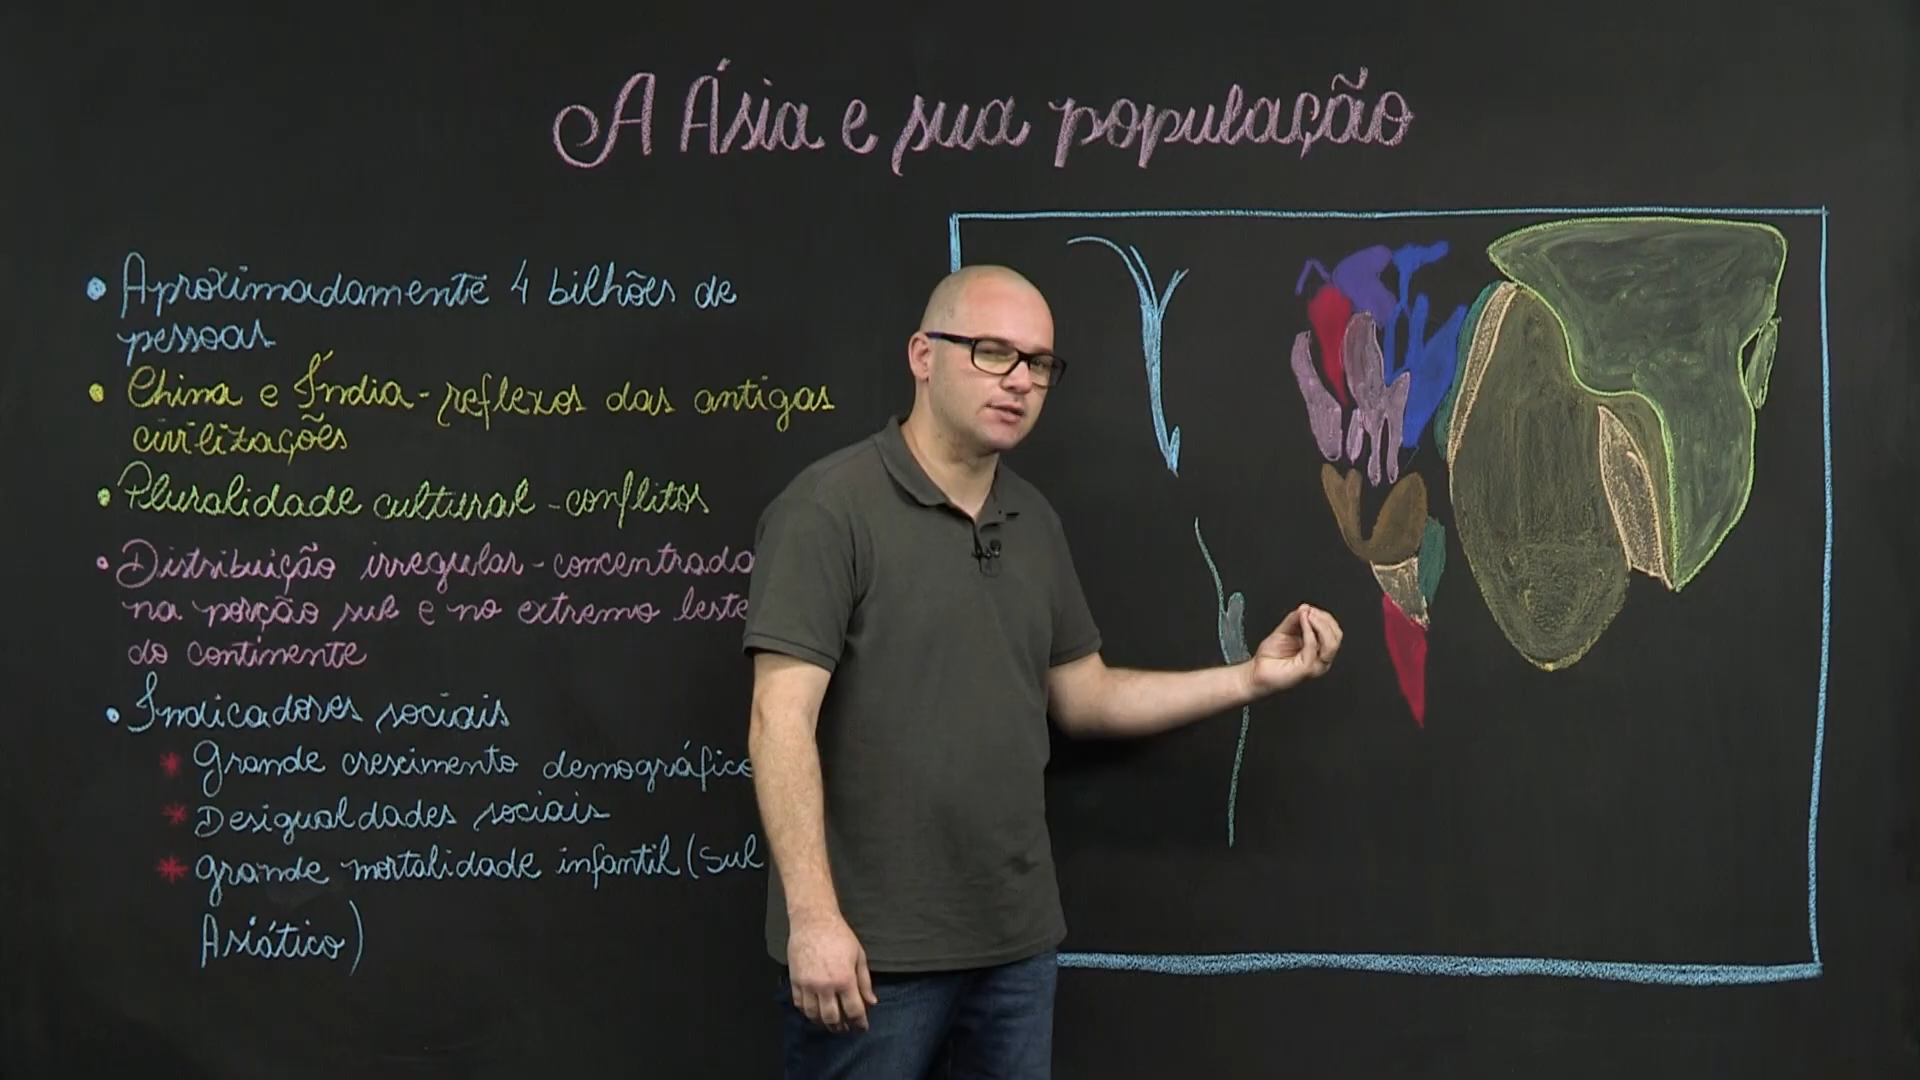 A Ásia e sua população
• Aproximadamente 4 bilhões de
pessoas
• China e Índia - reflexos das antigas
civilizações
• Pluralidade cultural - conflitos
• Distribuição irregular - concentrada
na porção sul e no extremo leste
do continente
• Indicadores sociais
* Grande crescimento demográfico
* Desigualdades sociais
* grande mortalidade infantil (Sul
Asiático)